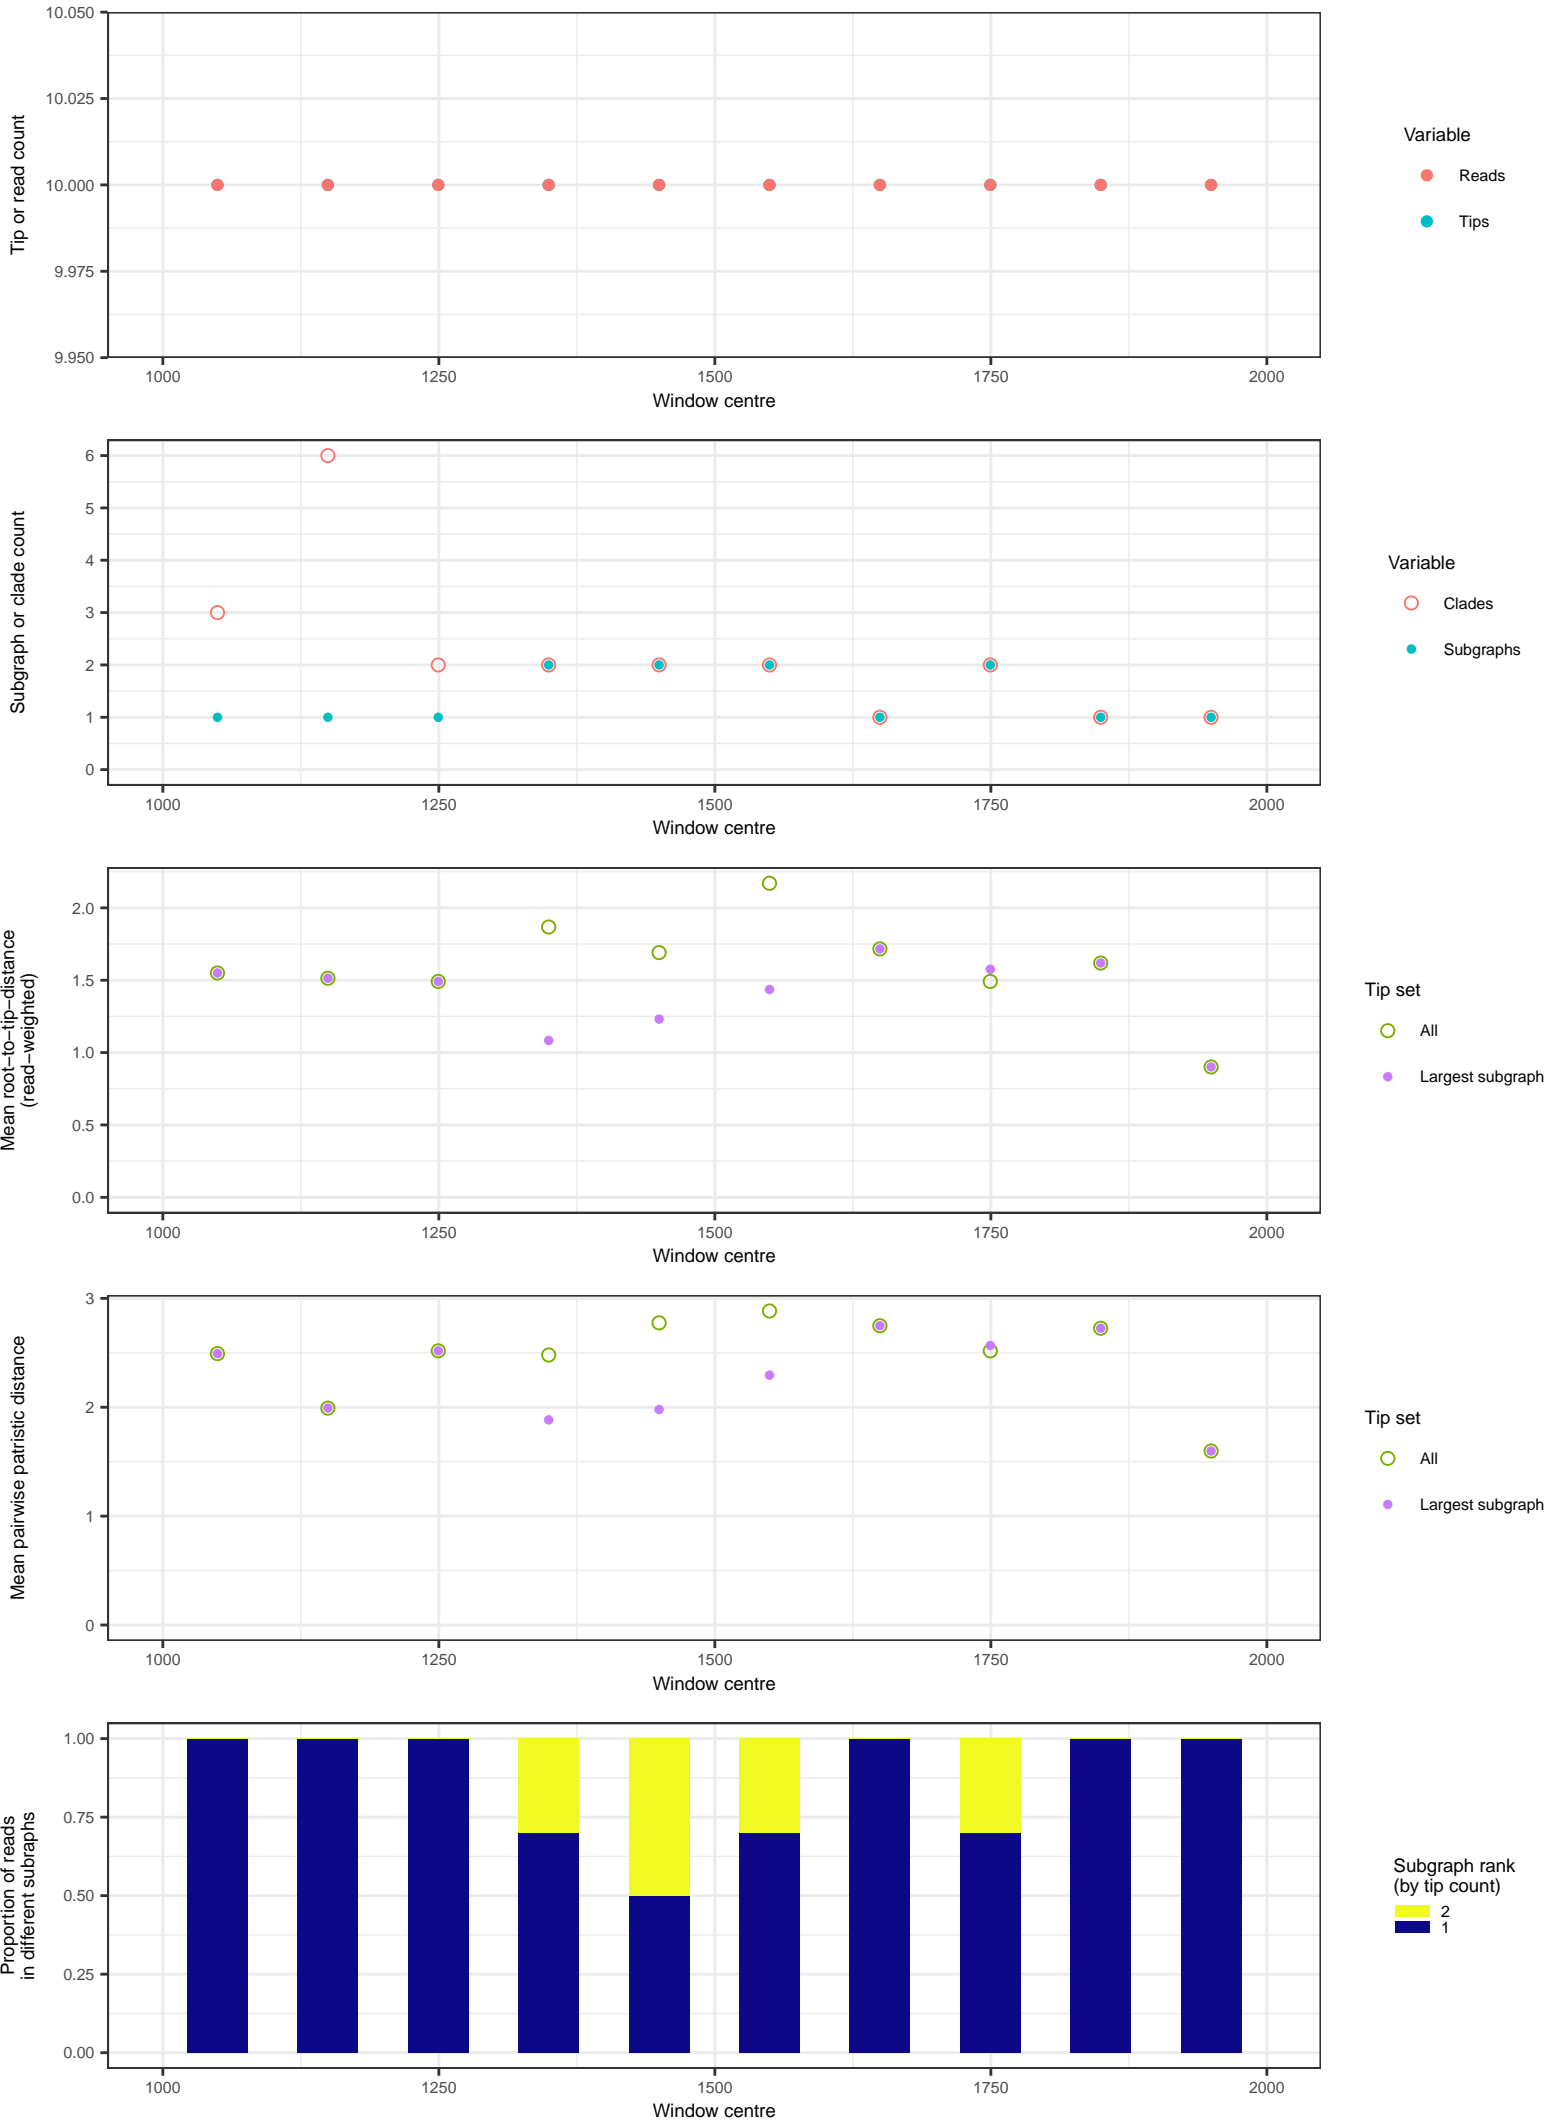 10.050
10.025
10.000
9.975
9.950
Tip or read count
1000 1250 1500 1750 2000
Window centre
Variable
Reads
Tips
6
5
4
3
2
1
0
Subgraph or clade count
1000 1250 1500 1750 2000
Window centre
Variable
Clades
Subgraphs
2.0
1.5
1.0
0.5
0.0
Mean root−to−tip−distance
(read−weighted)
1000 1250 1500 1750 2000
Window centre
Tip set
All
Largest subgraph
3
2
1
0
Mean pairwise patristic distance
1000 1250 1500 1750 2000
Window centre
Tip set
All
Largest subgraph
1.00
0.75
0.50
0.25
0.00
Proportion of reads
in different subraphs
1000 1250 1500 1750 2000
Window centre
Subgraph rank
(by tip count)
2
1